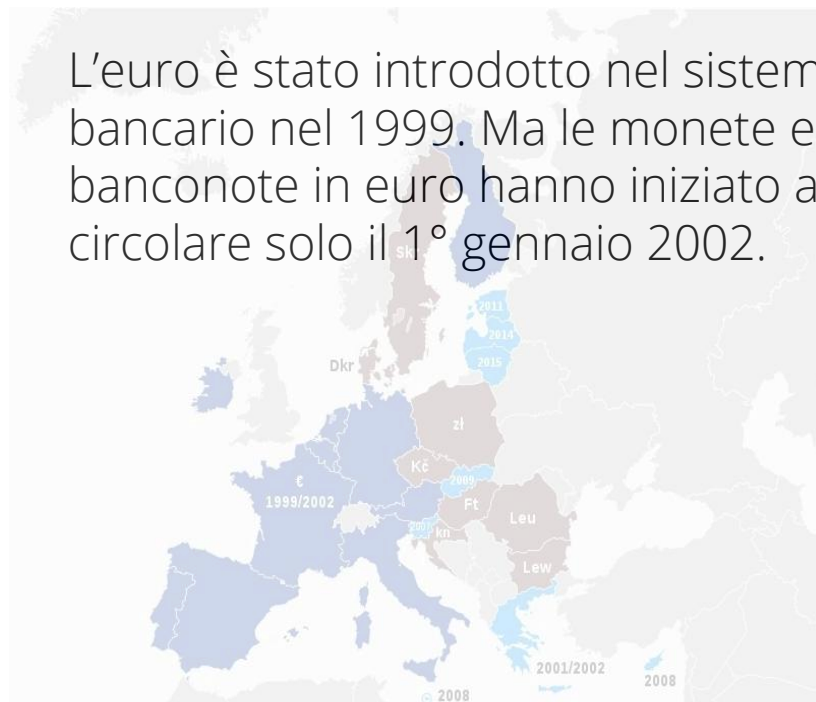 L'euro è stato introdotto nel sistem
bancario nel 1999. Ma le monete e
banconote in euro hanno iniziato a
circolare solo il 1° gennaio 2002.
Skr
2011
2014
Dkr
2015
zł
Kč
€
2009
1999/2002
Ft
Leu
kn
Lew
2001/2002
2008
2008